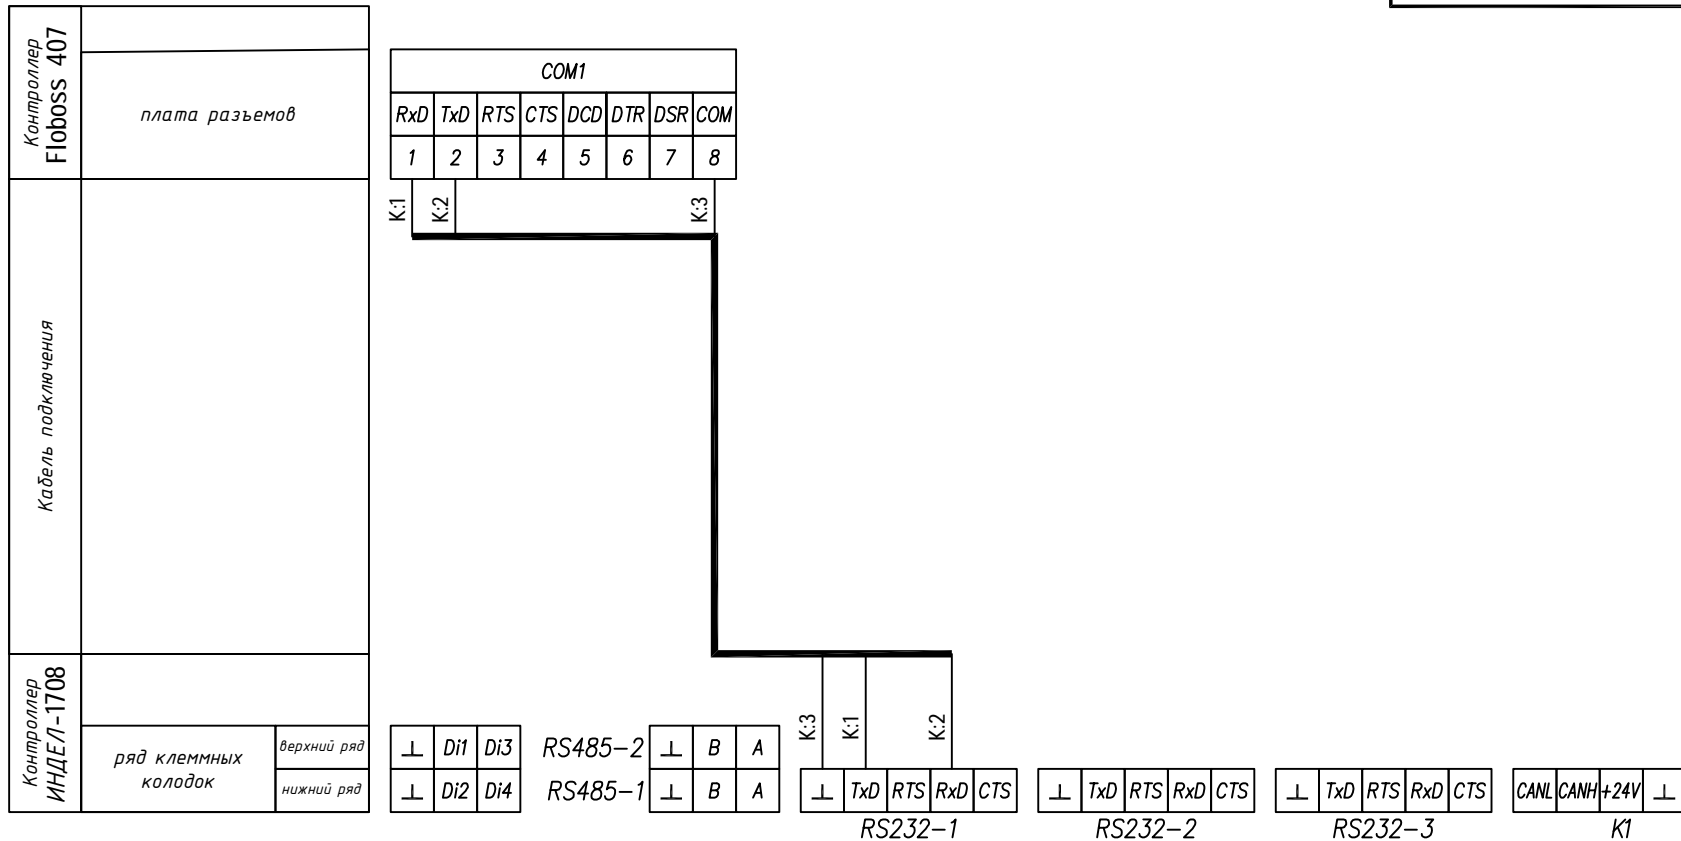 Контроллер
Floboss 407
плата разъемов
COM1
RxD TxD RTS CTS DCD DTR DSR COM
1 2 3 4 5 6 7 8
K:1 K:2 K:3
Кабель подключения
Контроллер
ИНДЕЛ-1708
ряд клеммных
колодок
верхний ряд
нижний ряд
K:3 K:1 K:2
⊥ Di1 Di3 RS485-2 ⊥ B A
⊥ Di2 Di4 RS485-1 ⊥ B A
⊥ TxD RTS RxD CTS ⊥ TxD RTS RxD CTS ⊥ TxD RTS RxD CTS CANL CANH +24V ⊥
RS232-1 RS232-2 RS232-3 K1